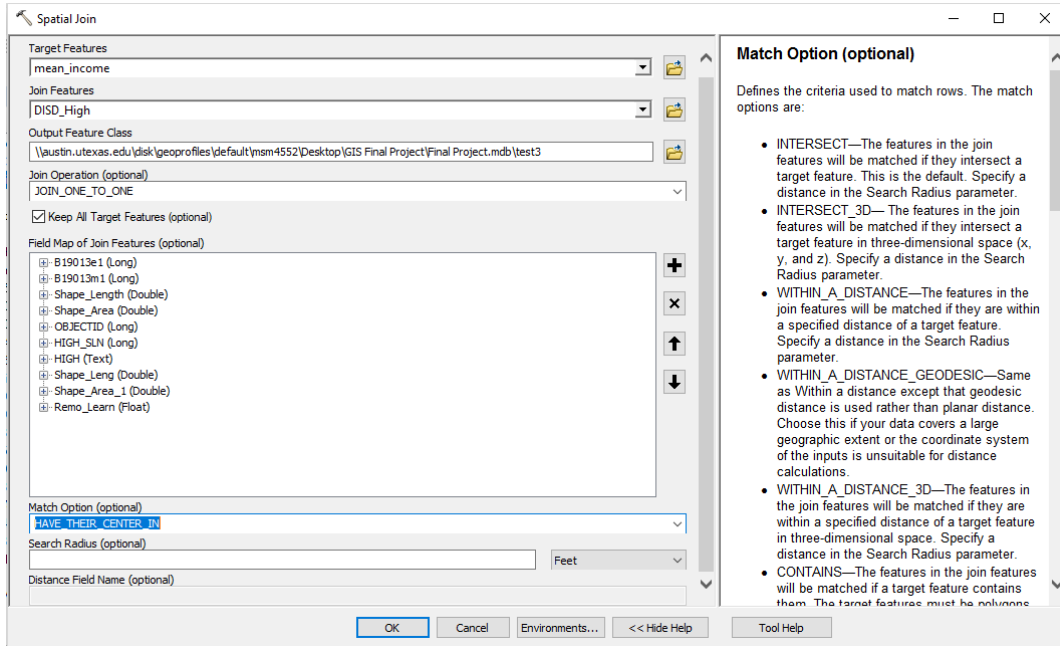 Spatial Join
Target Features
mean_income
Join Features
DISD_High
Output Feature Class
\\austin.utexas.edu\disk\geoprofiles\default\msm4552\Desktop\GIS Final Project\Final Project.mdb\test3
Join Operation (optional)
JOIN_ONE_TO_ONE
Keep All Target Features (optional)
Field Map of Join Features (optional)
B19013e1 (Long)
B19013m1 (Long)
Shape_Length (Double)
Shape_Area (Double)
OBJECTID (Long)
HIGH_SLN (Long)
HIGH (Text)
Shape_Leng (Double)
Shape_Area_1 (Double)
Remo_Learn (Float)
Match Option (optional)
HAVE_THEIR_CENTER_IN
Search Radius (optional)
Feet
Distance Field Name (optional)
OK
Cancel
Environments...
<< Hide Help
Tool Help
Match Option (optional)
Defines the criteria used to match rows. The match
options are:
• INTERSECT—The features in the join
features will be matched if they intersect a
target feature. This is the default. Specify a
distance in the Search Radius parameter.
• INTERSECT_3D— The features in the join
features will be matched if they intersect a
target feature in three-dimensional space (x,
y, and z). Specify a distance in the Search
Radius parameter.
• WITHIN_A_DISTANCE—The features in the
join features will be matched if they are within
a specified distance of a target feature.
Specify a distance in the Search Radius
parameter.
• WITHIN_A_DISTANCE_GEODESIC—Same
as Within a distance except that geodesic
distance is used rather than planar distance.
Choose this if your data covers a large
geographic extent or the coordinate system
of the inputs is unsuitable for distance
calculations.
• WITHIN_A_DISTANCE_3D—The features in
the join features will be matched if they are
within a specified distance of a target feature
in three-dimensional space. Specify a
distance in the Search Radius parameter.
• CONTAINS—The features in the join features
will be matched if a target feature contains
them. The target features must be polygons